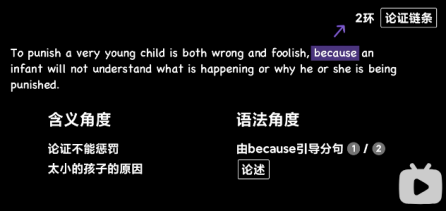 2环 论证链条
To punish a very young child is both wrong and foolish, because an
infant will not understand what is happening or why he or she is being
punished.
含义角度 语法角度
论证不能惩罚 由because引导分句 1 / 2
太小的孩子的原因 论述